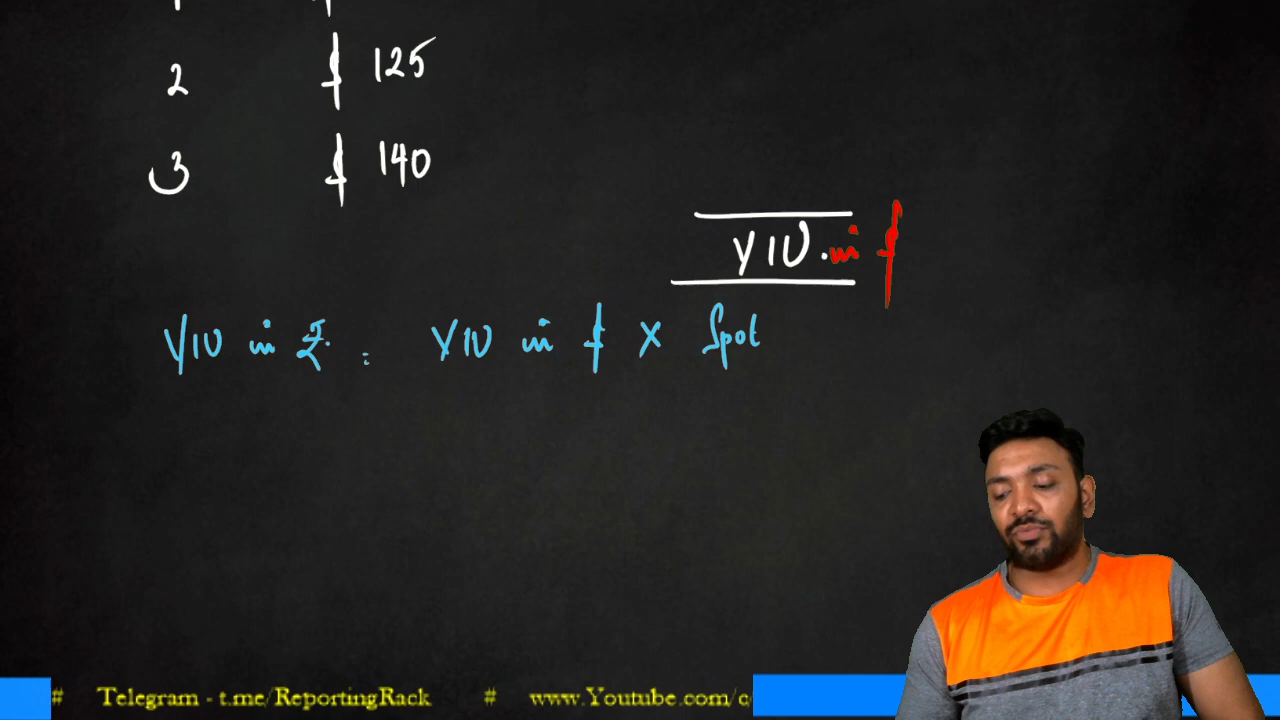 2 $ 125
3 $ 140
VIU in $
VIU in ₹ : VIU in $ X Spot
# Telegram - t.me/ReportingRack # www.Youtube.com/c